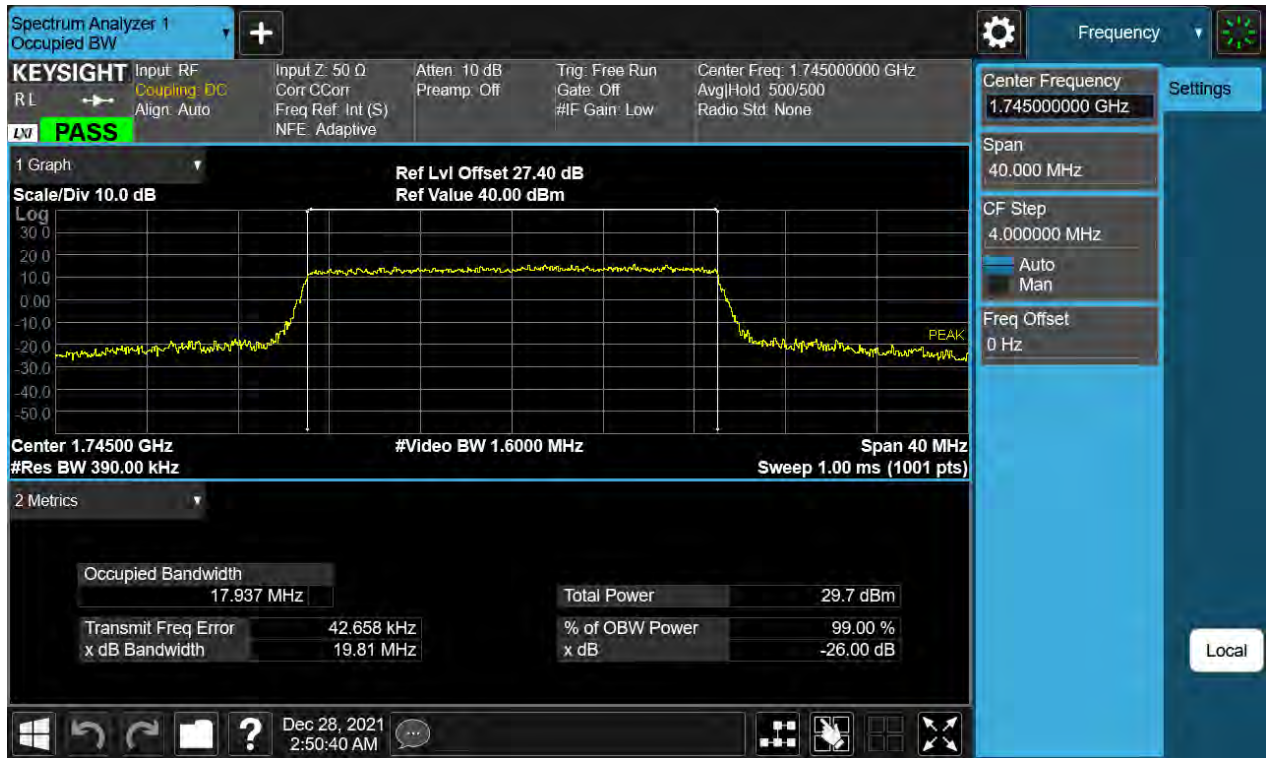 Spectrum Analyzer 1
Occupied BW
+
Frequency
KEYSIGHT
RL
LXI
PASS
Input: RF
Coupling: DC
Align: Auto
Input Z: 50 Ω
Corr CCorr
Freq Ref: Int (S)
NFE: Adaptive
Atten: 10 dB
Preamp: Off
Trig: Free Run
Gate: Off
#IF Gain: Low
Center Freq: 1.745000000 GHz
Avg|Hold: 500/500
Radio Std: None
Center Frequency
1.745000000 GHz
Settings
Span
40.000 MHz
CF Step
4.000000 MHz
Auto
Man
Freq Offset
0 Hz
1 Graph
Scale/Div 10.0 dB
Ref Lvl Offset 27.40 dB
Ref Value 40.00 dBm
Log
30.0
20.0
10.0
0.00
-10.0
-20.0
-30.0
-40.0
-50.0
PEAK
Center 1.74500 GHz
#Video BW 1.6000 MHz
Span 40 MHz
#Res BW 390.00 kHz
Sweep 1.00 ms (1001 pts)
2 Metrics
Occupied Bandwidth
17.937 MHz
Total Power 29.7 dBm
Transmit Freq Error 42.658 kHz
% of OBW Power 99.00 %
x dB Bandwidth 19.81 MHz
x dB -26.00 dB
Local
?
Dec 28, 2021
2:50:40 AM